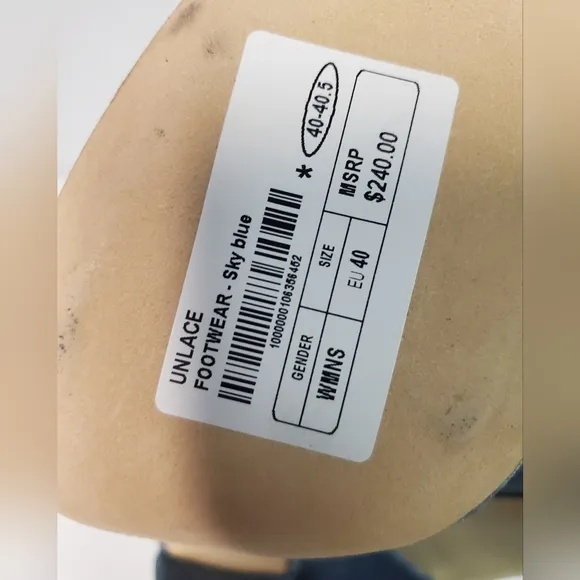 UNLACE
FOOTWEAR - Sky blue
1000000106356462
* 40-40.5
GENDER SIZE MSRP
WMNS EU 40 $240.00